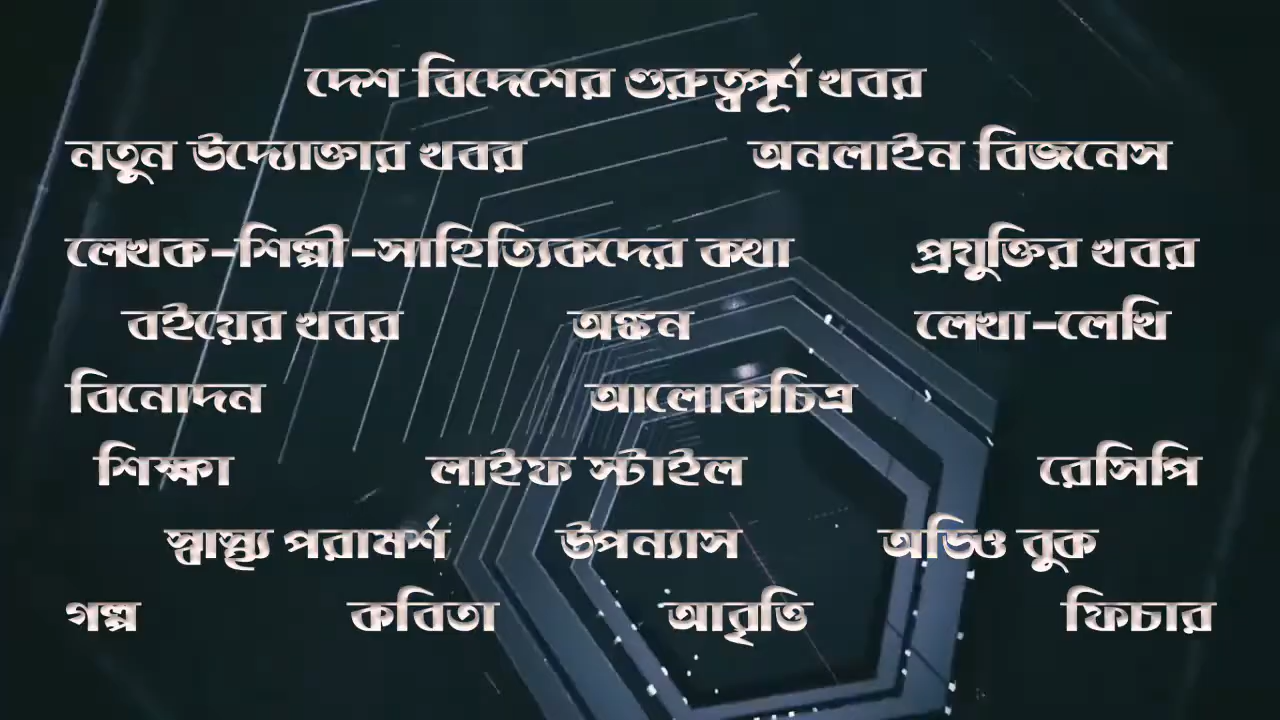 দেশ বিদেশের গুরুত্বপূর্ণ খবর
নতুন উদ্যোক্তার খবর অনলাইন বিজনেস
লেখক-শিল্পী-সাহিত্যিকদের কথা প্রযুক্তির খবর
বইয়ের খবর অঙ্কন লেখা-লেখি
বিনোদন আলোকচিত্র
শিক্ষা লাইফ স্টাইল রেসিপি
স্বাস্থ্য পরামর্শ উপন্যাস অডিও বুক
গল্প কবিতা আবৃত্তি ফিচার